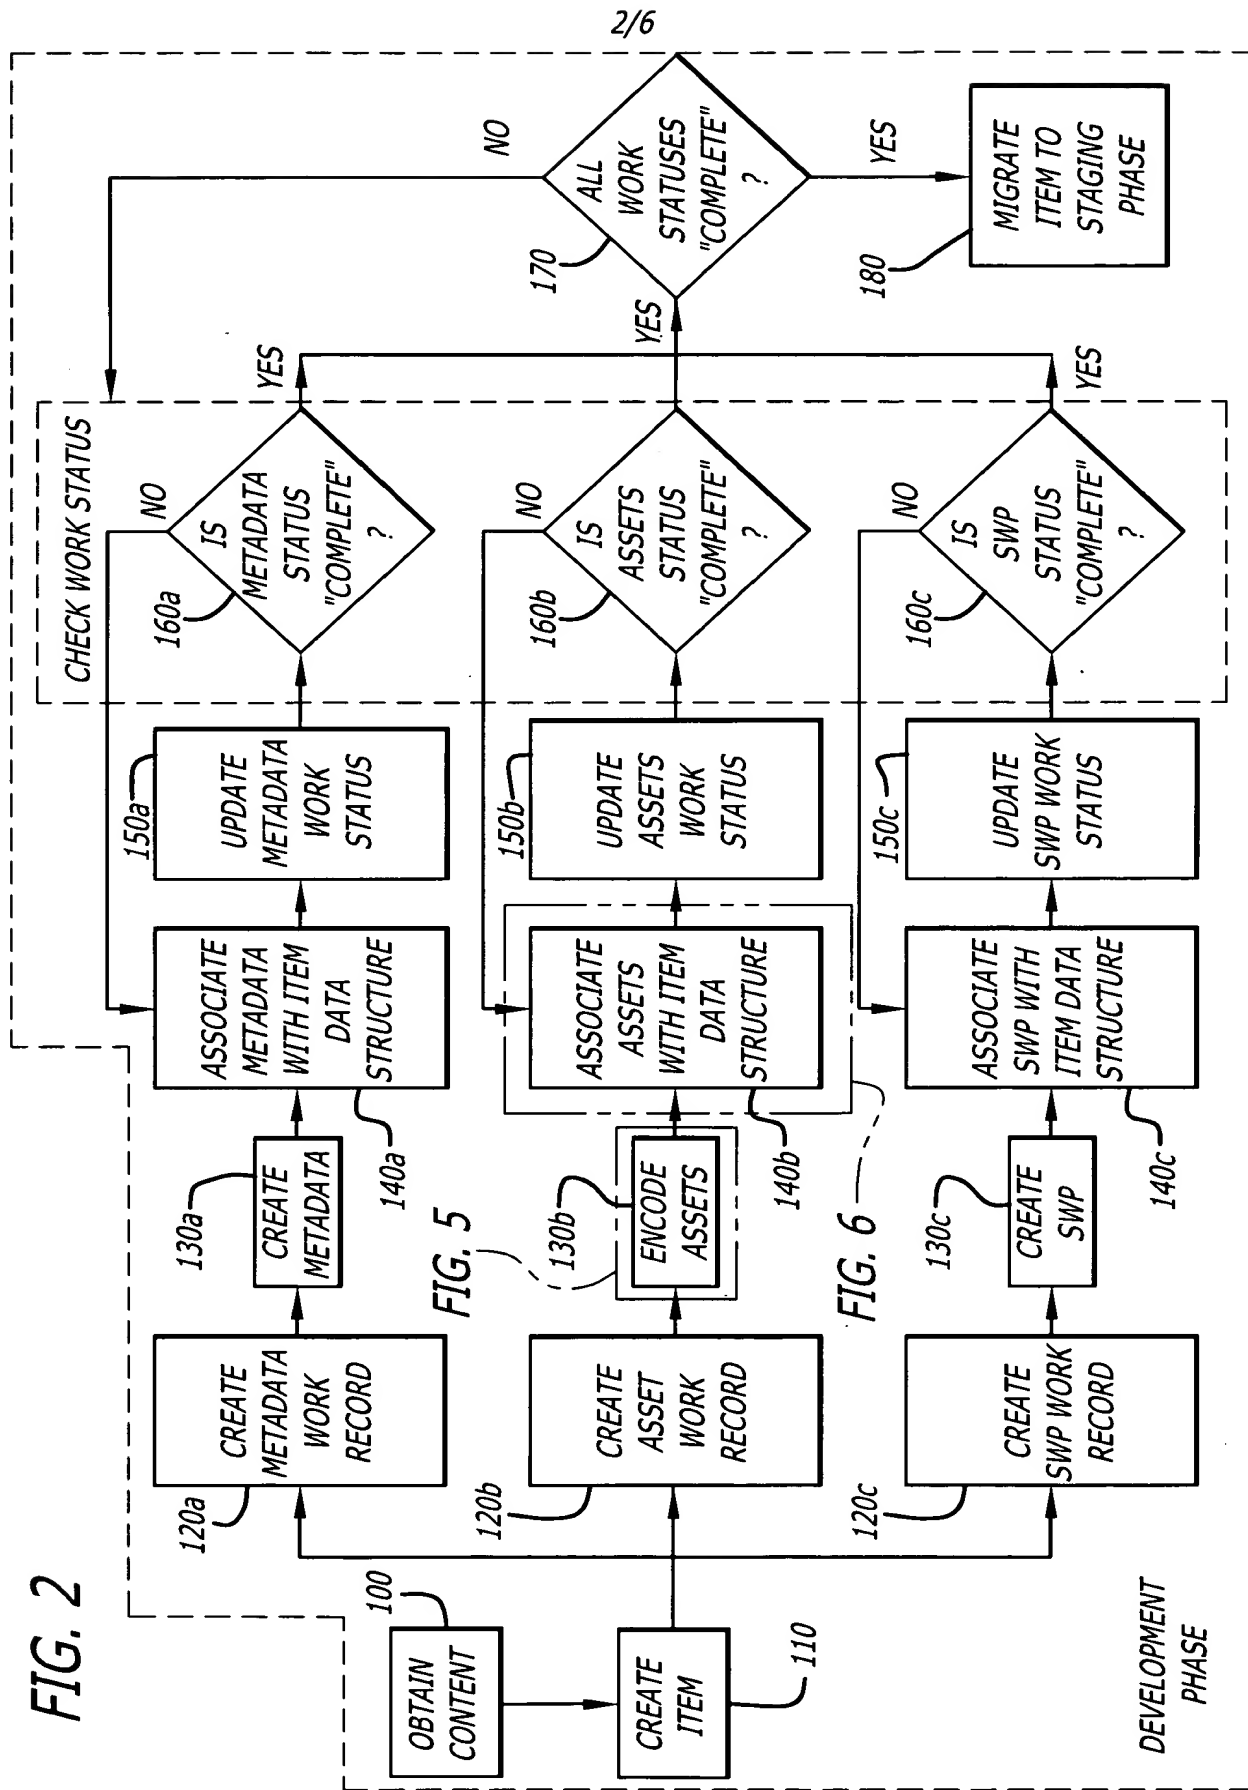 2/6
FIG. 2
OBTAIN
CONTENT
100
CREATE
ITEM
110
DEVELOPMENT
PHASE
CREATE
METADATA
WORK
RECORD
120a
CREATE
METADATA
130a
ASSOCIATE
METADATA
WITH ITEM
DATA
STRUCTURE
140a
UPDATE
METADATA
WORK
STATUS
150a
CHECK WORK STATUS
IS
METADATA
STATUS
"COMPLETE"
?
160a
NO
YES
CREATE
ASSET
WORK
RECORD
120b
FIG. 5
ENCODE
ASSETS
130b
ASSOCIATE
ASSETS
WITH ITEM
DATA
STRUCTURE
140b
FIG. 6
UPDATE
ASSETS
WORK
STATUS
150b
IS
ASSETS
STATUS
"COMPLETE"
?
160b
NO
YES
CREATE
SWP WORK
RECORD
120c
CREATE
SWP
130c
ASSOCIATE
SWP WITH
ITEM DATA
STRUCTURE
140c
UPDATE
SWP WORK
STATUS
150c
IS
SWP
STATUS
"COMPLETE"
?
160c
NO
YES
ALL
WORK
STATUSES
"COMPLETE"
?
170
NO
YES
MIGRATE
ITEM TO
STAGING
PHASE
180